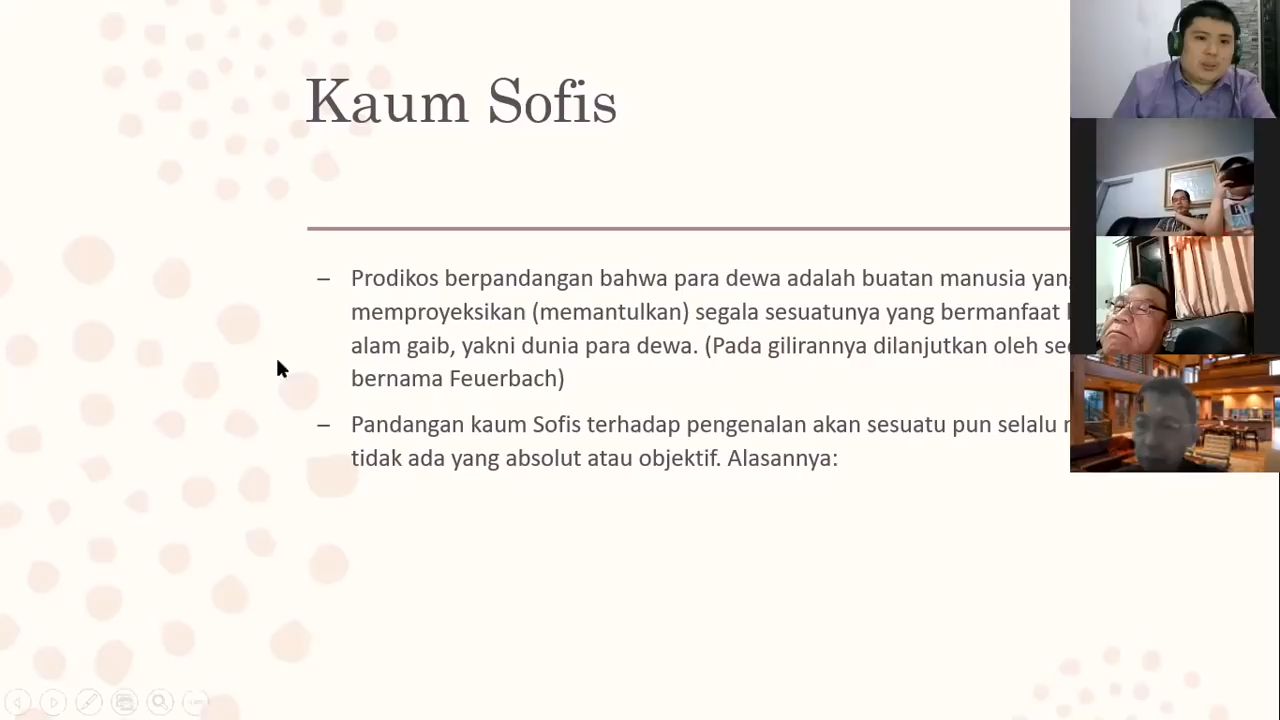 Kaum Sofis
– Prodikos berpandangan bahwa para dewa adalah buatan manusia yang
memproyeksikan (memantulkan) segala sesuatunya yang bermanfaat
alam gaib, yakni dunia para dewa. (Pada gilirannya dilanjutkan oleh
bernama Feuerbach)
– Pandangan kaum Sofis terhadap pengenalan akan sesuatu pun selalu
tidak ada yang absolut atau objektif. Alasannya: